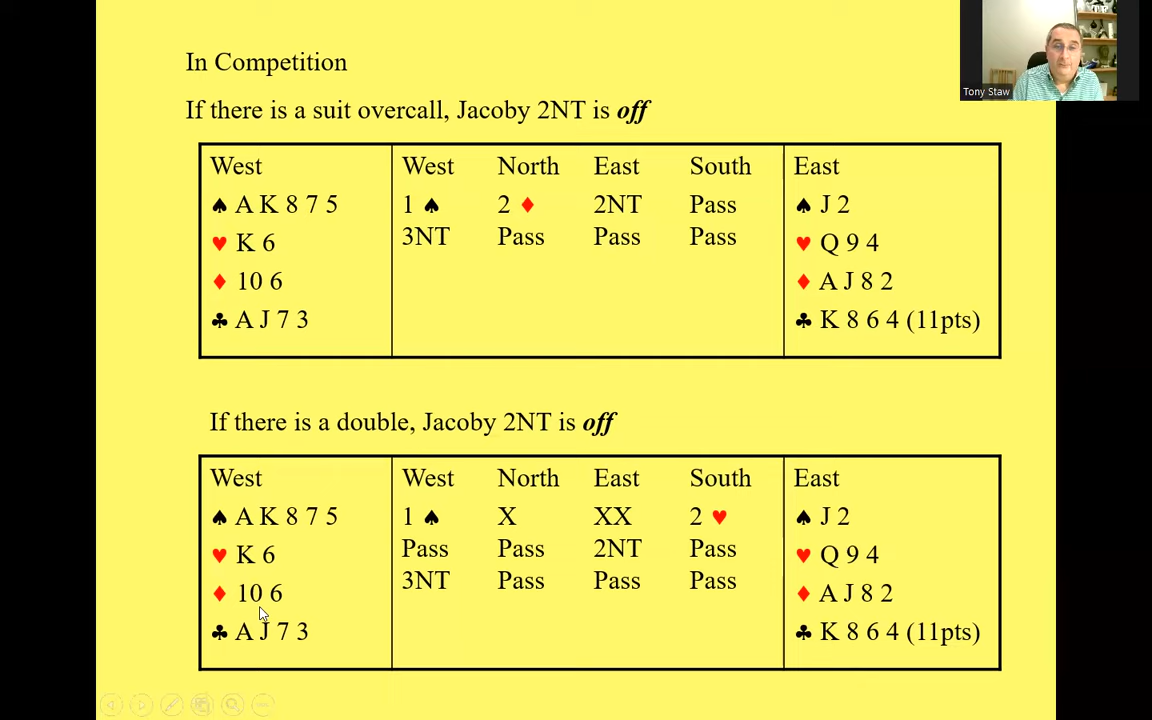 In Competition
If there is a suit overcall, Jacoby 2NT is off
West
♠ A K 8 7 5
♥ K 6
♦ 10 6
♣ A J 7 3
West North East South
1 ♠ 2 ♦ 2NT Pass
3NT Pass Pass Pass
East
♠ J 2
♥ Q 9 4
♦ A J 8 2
♣ K 8 6 4 (11pts)
If there is a double, Jacoby 2NT is off
West
♠ A K 8 7 5
♥ K 6
♦ 10 6
♣ A J 7 3
West North East South
1 ♠ X XX 2 ♥
Pass Pass 2NT Pass
3NT Pass Pass Pass
East
♠ J 2
♥ Q 9 4
♦ A J 8 2
♣ K 8 6 4 (11pts)
Tony Staw